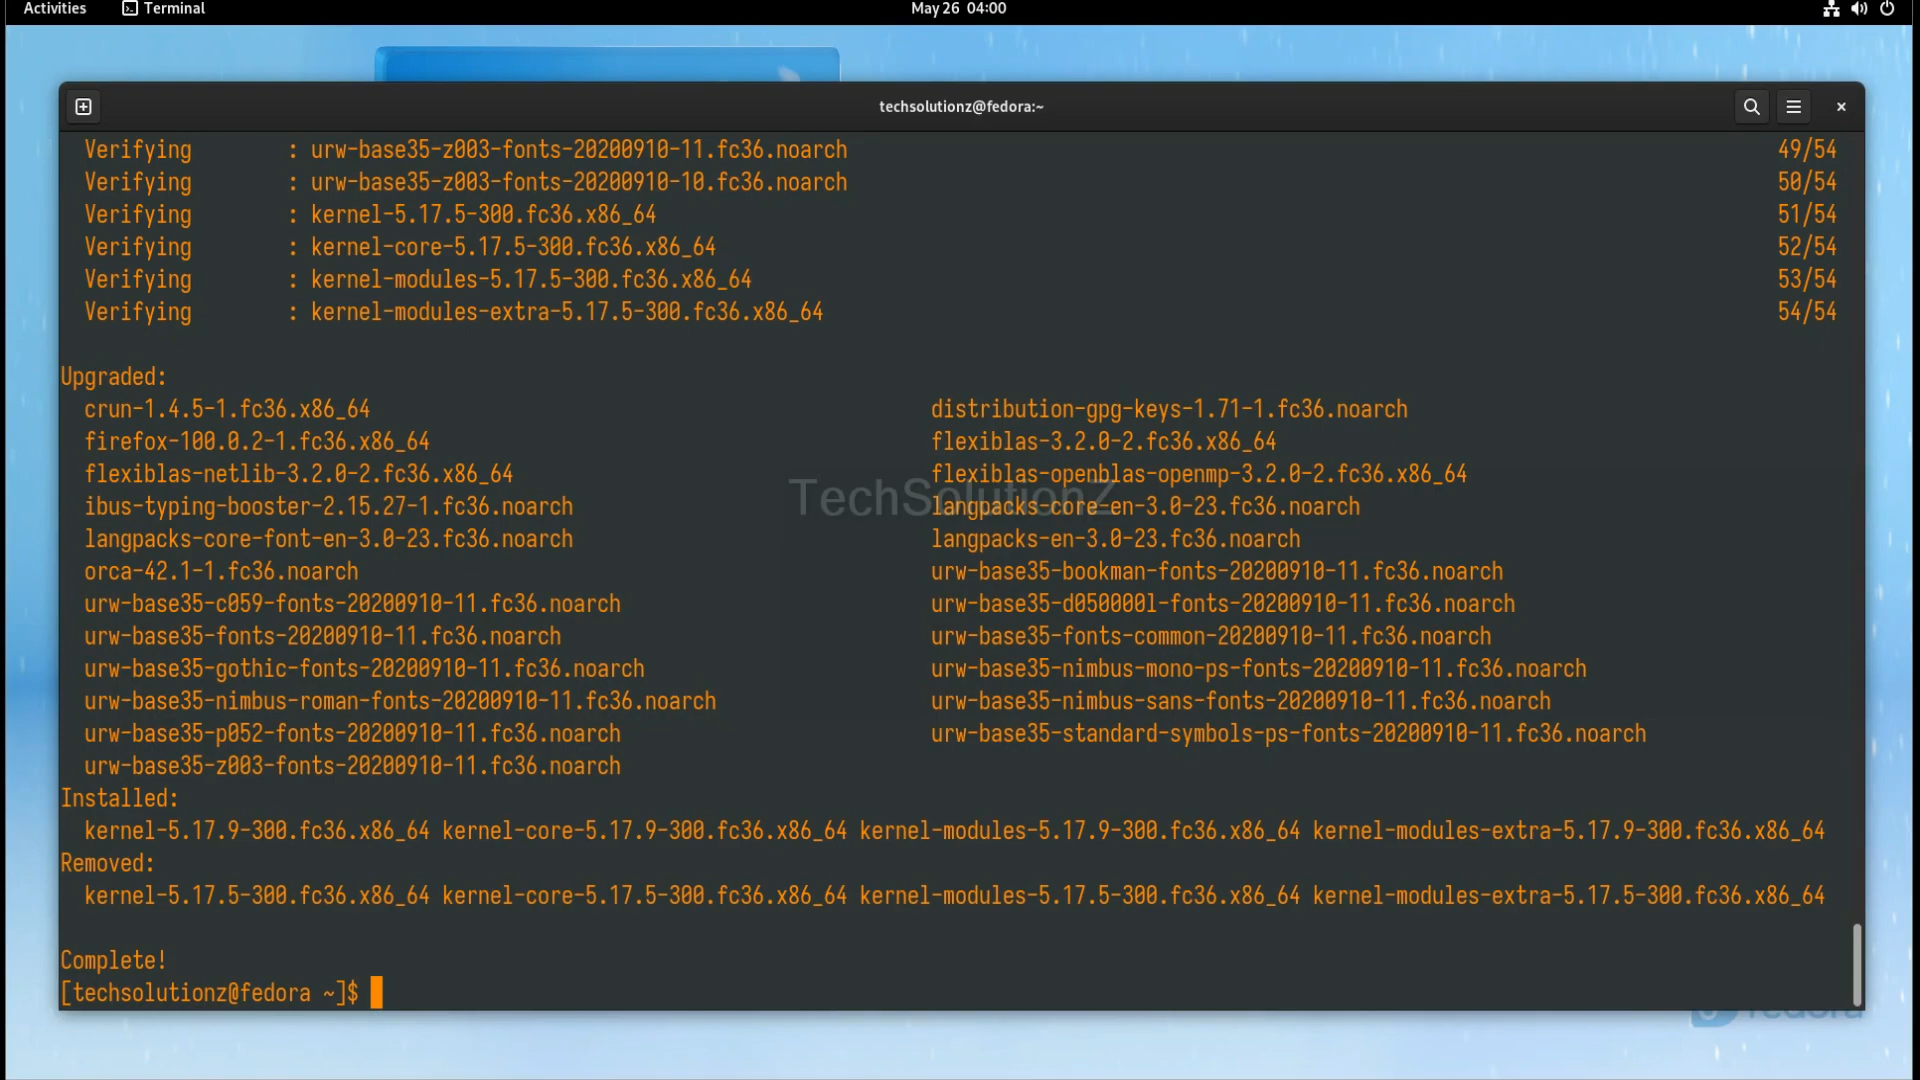 Activities Terminal May 26 04:00
techsolutionz@fedora:~
Verifying : urw-base35-z003-fonts-20200910-11.fc36.noarch 49/54
Verifying : urw-base35-z003-fonts-20200910-10.fc36.noarch 50/54
Verifying : kernel-5.17.5-300.fc36.x86_64 51/54
Verifying : kernel-core-5.17.5-300.fc36.x86_64 52/54
Verifying : kernel-modules-5.17.5-300.fc36.x86_64 53/54
Verifying : kernel-modules-extra-5.17.5-300.fc36.x86_64 54/54
Upgraded:
crun-1.4.5-1.fc36.x86_64 distribution-gpg-keys-1.71-1.fc36.noarch
firefox-100.0.2-1.fc36.x86_64 flexiblas-3.2.0-2.fc36.x86_64
flexiblas-netlib-3.2.0-2.fc36.x86_64 flexiblas-openblas-openmp-3.2.0-2.fc36.x86_64
TechSolutionZ
ibus-typing-booster-2.15.27-1.fc36.noarch langpacks-core-en-3.0-23.fc36.noarch
langpacks-core-font-en-3.0-23.fc36.noarch langpacks-en-3.0-23.fc36.noarch
orca-42.1-1.fc36.noarch urw-base35-bookman-fonts-20200910-11.fc36.noarch
urw-base35-c059-fonts-20200910-11.fc36.noarch urw-base35-d050000l-fonts-20200910-11.fc36.noarch
urw-base35-fonts-20200910-11.fc36.noarch urw-base35-fonts-common-20200910-11.fc36.noarch
urw-base35-gothic-fonts-20200910-11.fc36.noarch urw-base35-nimbus-mono-ps-fonts-20200910-11.fc36.noarch
urw-base35-nimbus-roman-fonts-20200910-11.fc36.noarch urw-base35-nimbus-sans-fonts-20200910-11.fc36.noarch
urw-base35-p052-fonts-20200910-11.fc36.noarch urw-base35-standard-symbols-ps-fonts-20200910-11.fc36.noarch
urw-base35-z003-fonts-20200910-11.fc36.noarch
Installed:
kernel-5.17.9-300.fc36.x86_64 kernel-core-5.17.9-300.fc36.x86_64 kernel-modules-5.17.9-300.fc36.x86_64 kernel-modules-extra-5.17.9-300.fc36.x86_64
Removed:
kernel-5.17.5-300.fc36.x86_64 kernel-core-5.17.5-300.fc36.x86_64 kernel-modules-5.17.5-300.fc36.x86_64 kernel-modules-extra-5.17.5-300.fc36.x86_64
Complete!
[techsolutionz@fedora ~]$
fedora